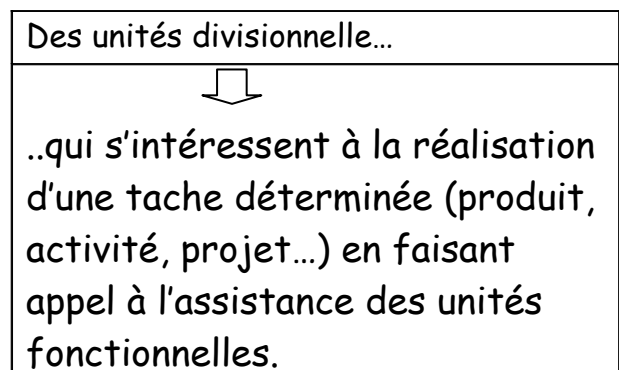 Des unités divisionnelle…
..qui s’intéressent à la réalisation
d’une tache déterminée (produit,
activité, projet…) en faisant
appel à l’assistance des unités
fonctionnelles.